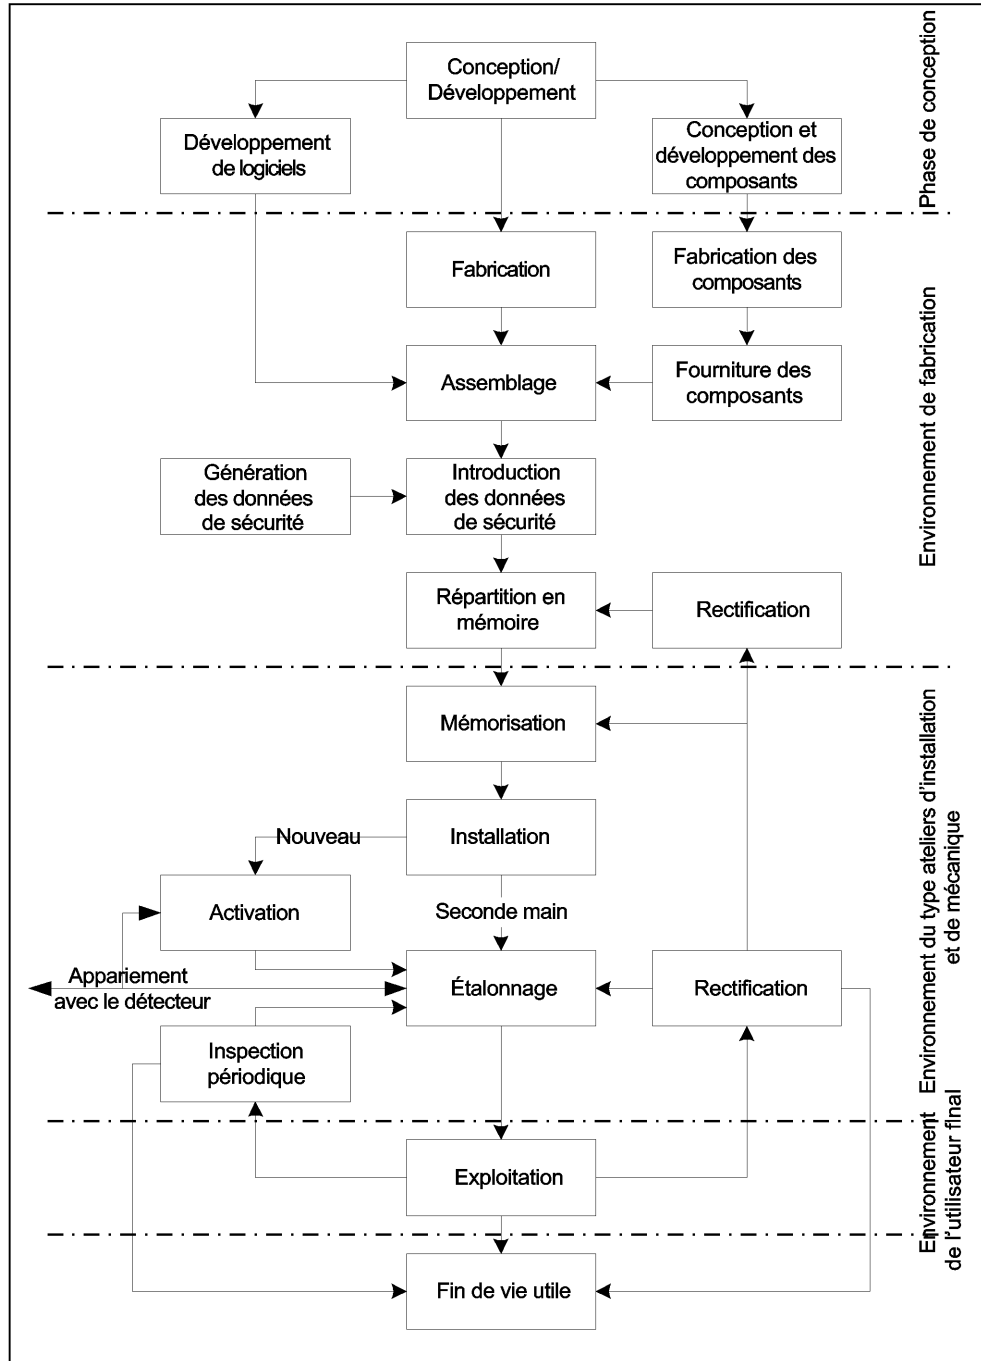 Conception/
Développement
Développement
de logiciels
Conception et
développement des
composants
Phase de conception
Fabrication
Fabrication des
composants
Assemblage
Fourniture des
composants
Génération
des données
de sécurité
Introduction
des données
de sécurité
Répartition en
mémoire
Rectification
Environnement de fabrication
Mémorisation
Nouveau
Installation
Activation
Seconde main
Appariement
avec le détecteur
Étalonnage
Rectification
Inspection
périodique
Environnement du type ateliers d'installation
et de mécanique
Exploitation
Environnement
de l'utilisateur final
Fin de vie utile